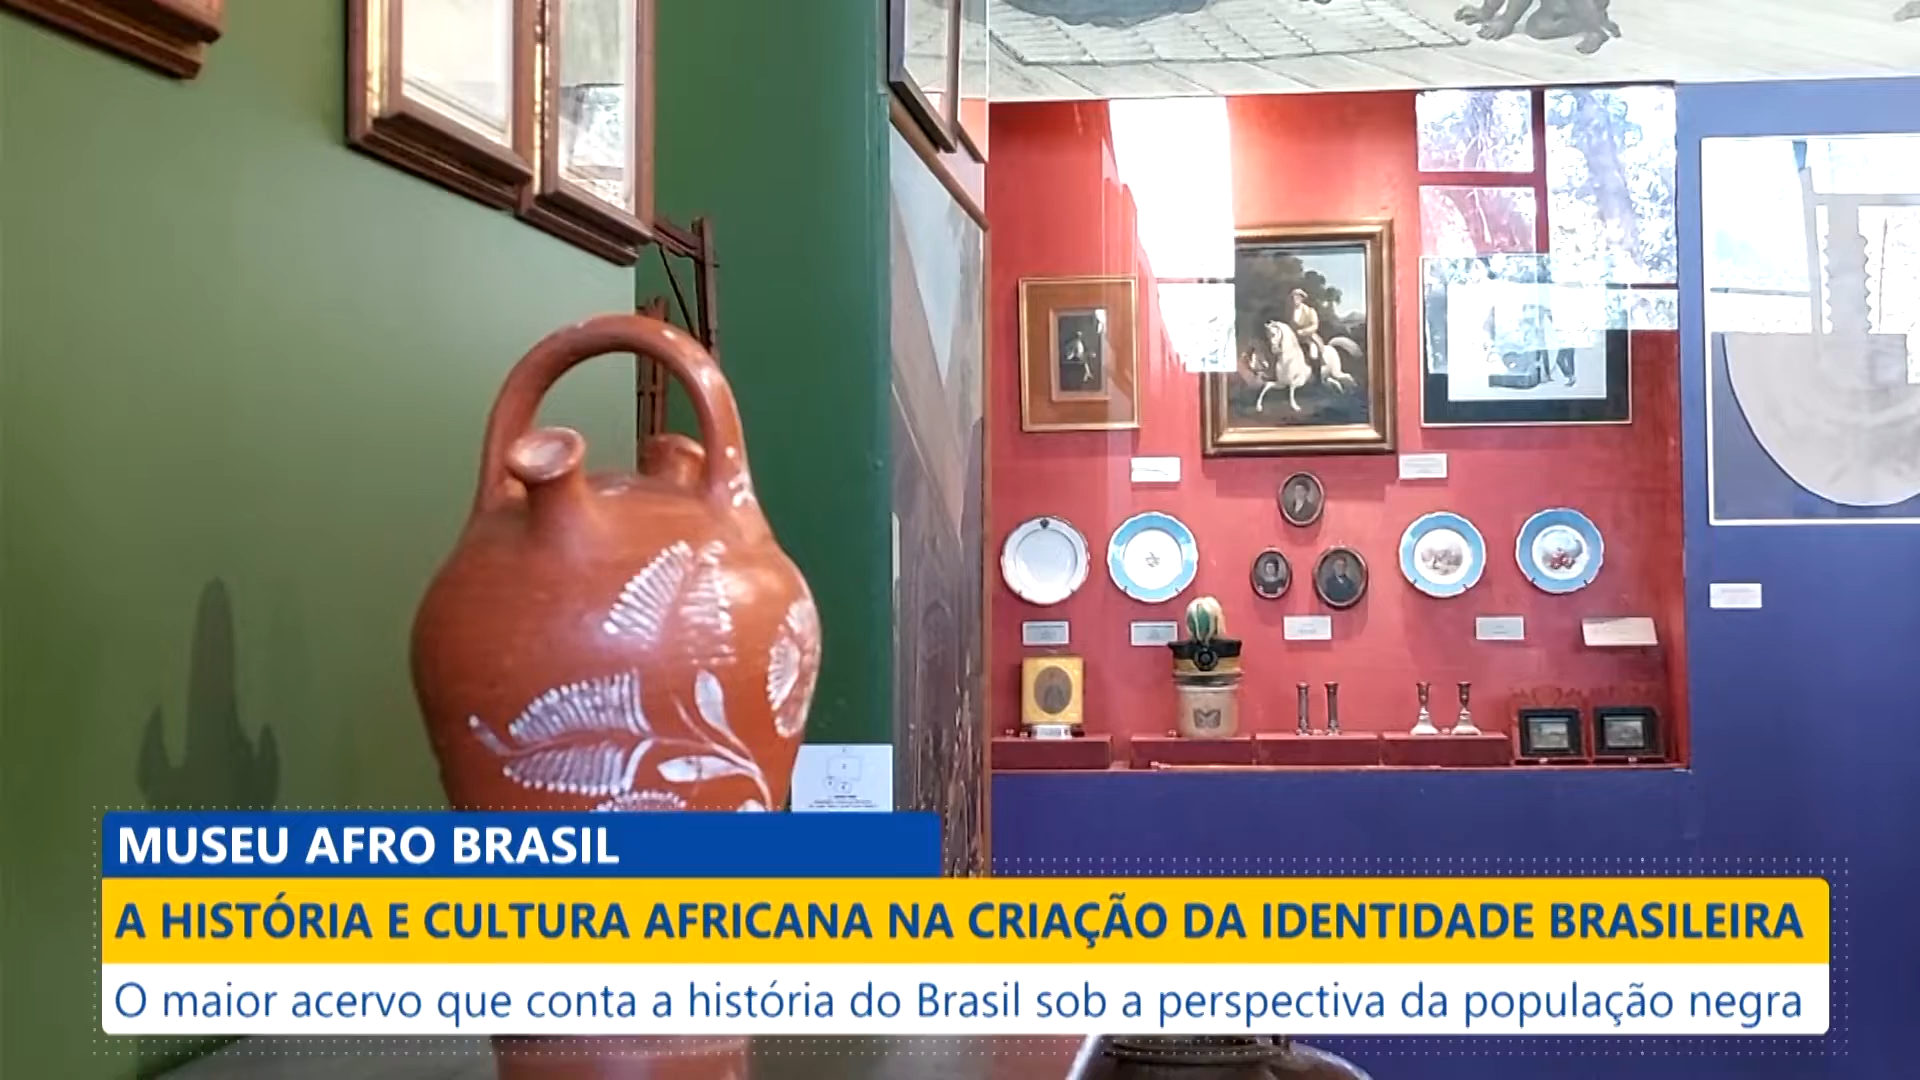 MUSEU AFRO BRASIL
A HISTÓRIA E CULTURA AFRICANA NA CRIAÇÃO DA IDENTIDADE BRASILEIRA
O maior acervo que conta a história do Brasil sob a perspectiva da população negra